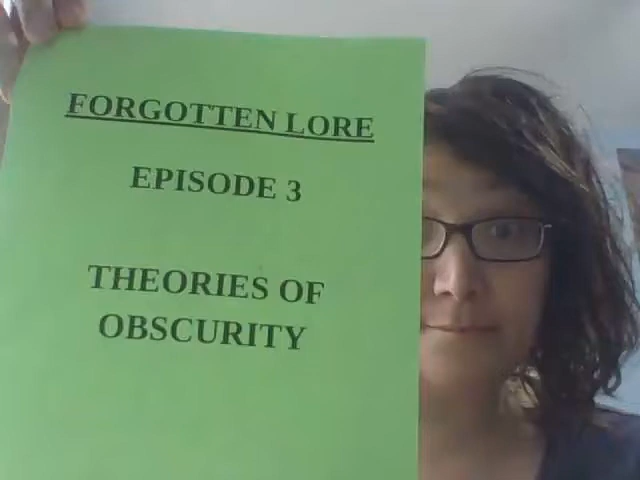 FORGOTTEN LORE
EPISODE 3
THEORIES OF
OBSCURITY